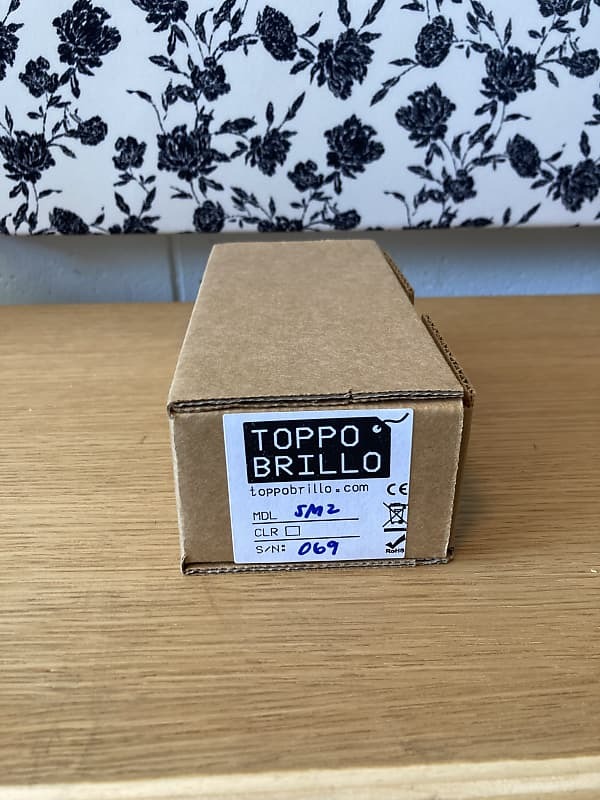 TOPPO
BRILLO
toppobrillo.com
CE
MDL SM2
CLR
S/N: 069
RoHS